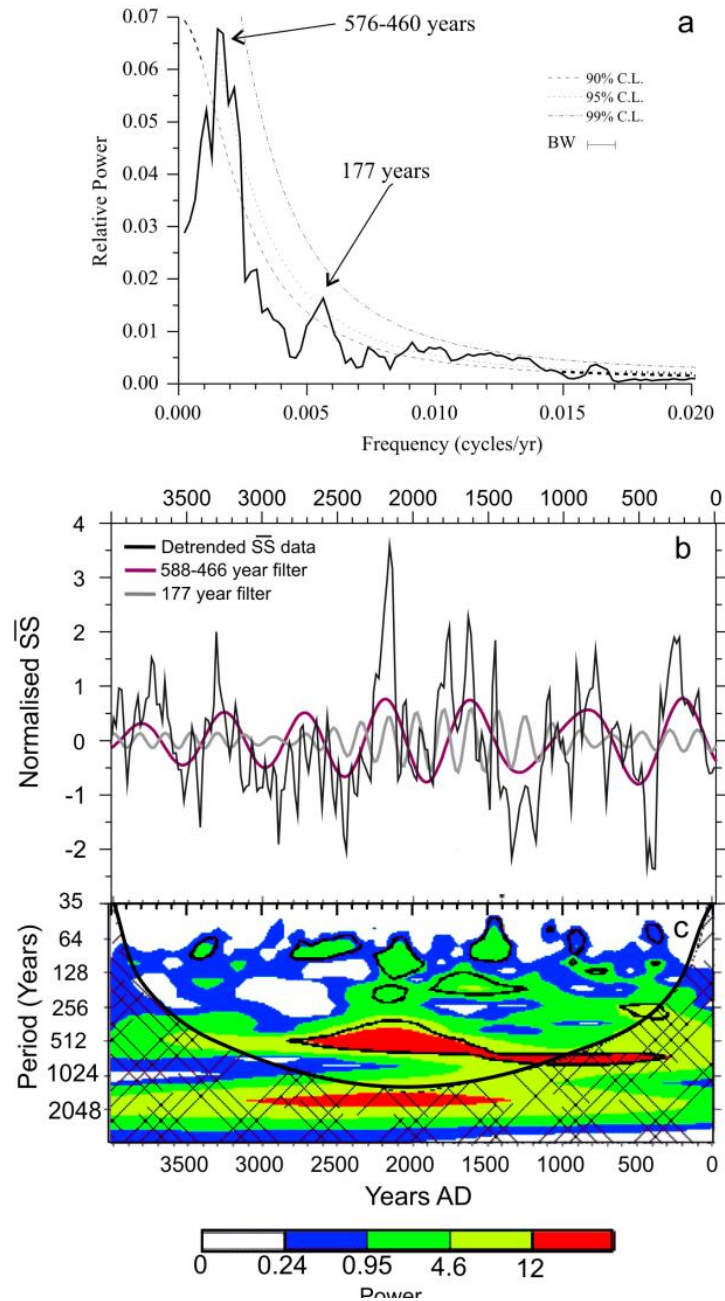 a
0.07
0.06
0.05
0.04
0.03
0.02
0.01
0.00
Relative Power
576-460 years
177 years
90% C.L.
95% C.L.
99% C.L.
BW
0.000 0.005 0.010 0.015 0.020
Frequency (cycles/yr)
3500 3000 2500 2000 1500 1000 500 0
b
4
3
2
1
0
-1
-2
Normalised S̅S̅
Detrended S̅S̅ data
588-466 year filter
177 year filter
c
35
64
128
256
512
1024
2048
Period (Years)
3500 3000 2500 2000 1500 1000 500 0
Years AD
0 0.24 0.95 4.6 12
Power